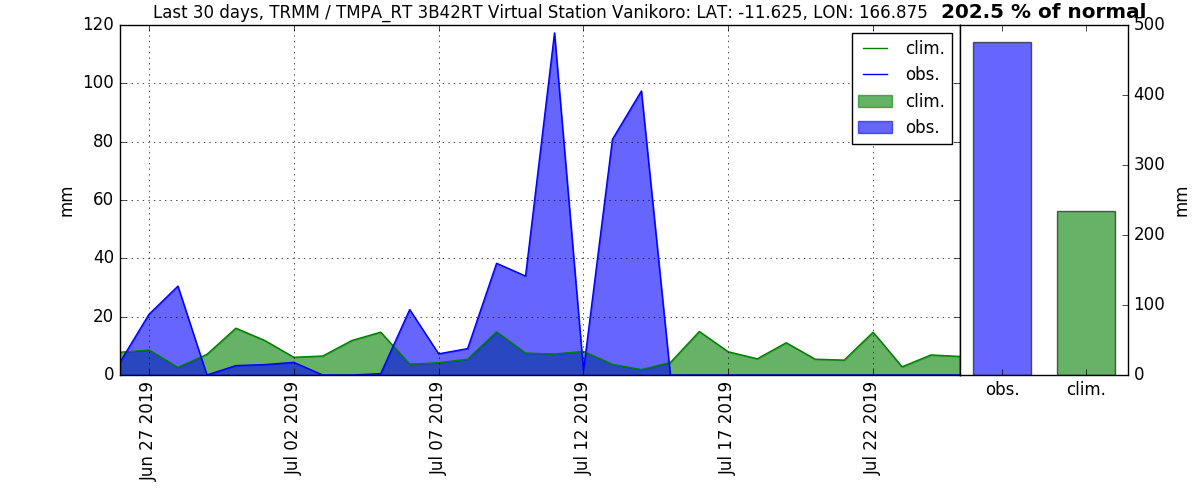 Last 30 days, TRMM / TMPA_RT 3B42RT Virtual Station Vanikoro: LAT: -11.625, LON: 166.875 202.5 % of normal
120
100
80
60
40
20
0
mm
clim.
obs.
clim.
obs.
Jun 27 2019
Jul 02 2019
Jul 07 2019
Jul 12 2019
Jul 17 2019
Jul 22 2019
500
400
300
200
100
0
mm
obs. clim.